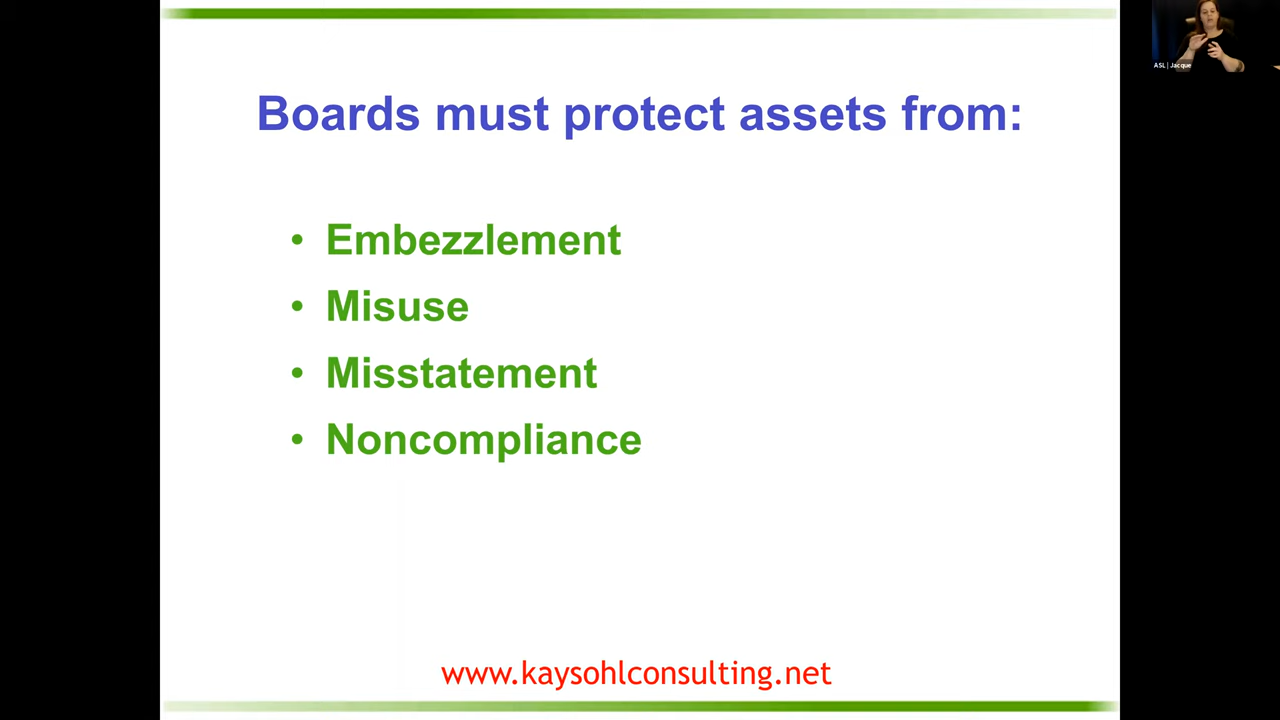 ASL | Jacque
Boards must protect assets from:
• Embezzlement
• Misuse
• Misstatement
• Noncompliance
www.kaysohlconsulting.net